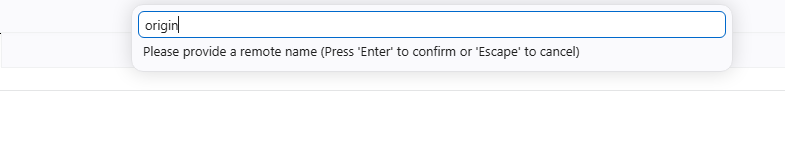 origin
Please provide a remote name (Press 'Enter' to confirm or 'Escape' to cancel)